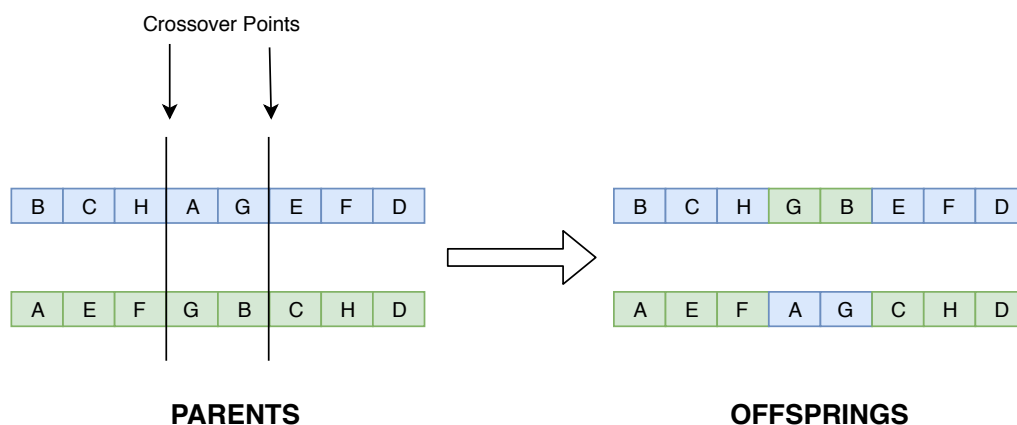 Crossover Points
B C H A G E F D
B C H G B E F D
A E F G B C H D
A E F A G C H D
PARENTS
OFFSPRINGS